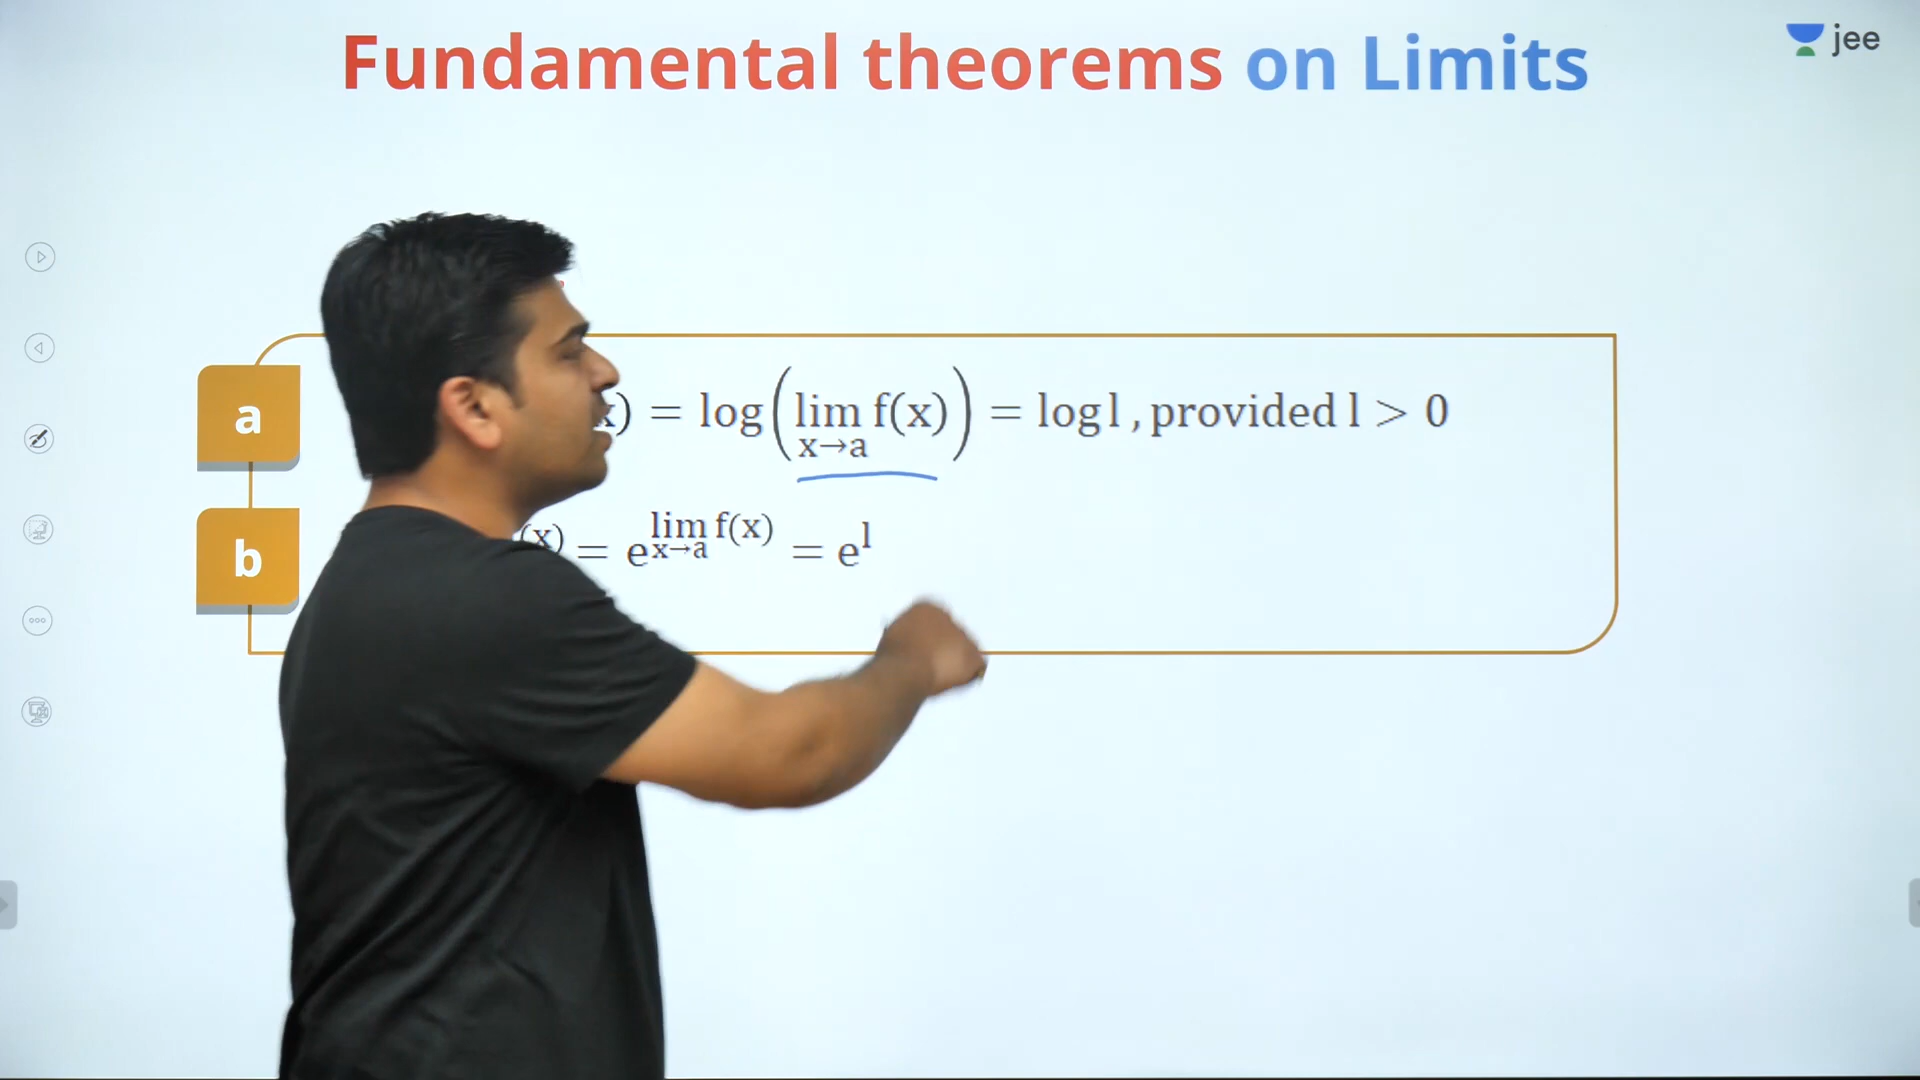 Fundamental theorems on Limits
jee
a
x) = log(lim f(x)) = log l , provided l > 0
x→a
b
(x) = e^lim f(x) = e^l
x→a